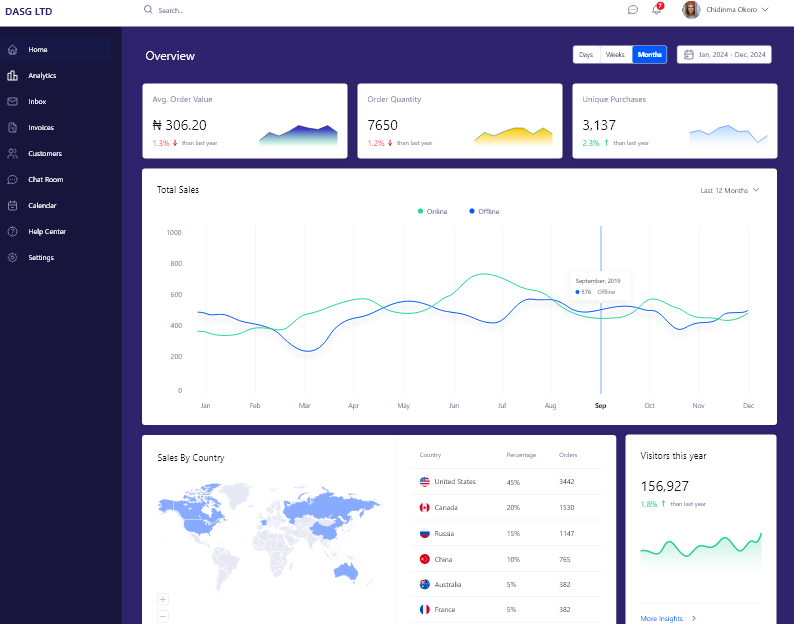 DASG LTD
Search...
7
Chidinma Okoro
Home
Analytics
Inbox
Invoices
Customers
Chat Room
Calendar
Help Center
Settings
Overview
Days Weeks Months
Jan, 2024 - Dec, 2024
Avg. Order Value
₦ 306.20
1.3% ↓ than last year
Order Quantity
7650
1.2% ↓ than last year
Unique Purchases
3,137
2.3% ↑ than last year
Total Sales
Last 12 Months
Online Offline
1000
800
600
400
200
0
September, 2019
576 Offline
Jan Feb Mar Apr May Jun Jul Aug Sep Oct Nov Dec
Sales By Country
+
−
Country Percentage Orders
United States 45% 3442
Canada 20% 1530
Russia 15% 1147
China 10% 765
Australia 5% 382
France 5% 382
Visitors this year
156,927
1.8% ↑ than last year
More Insights >